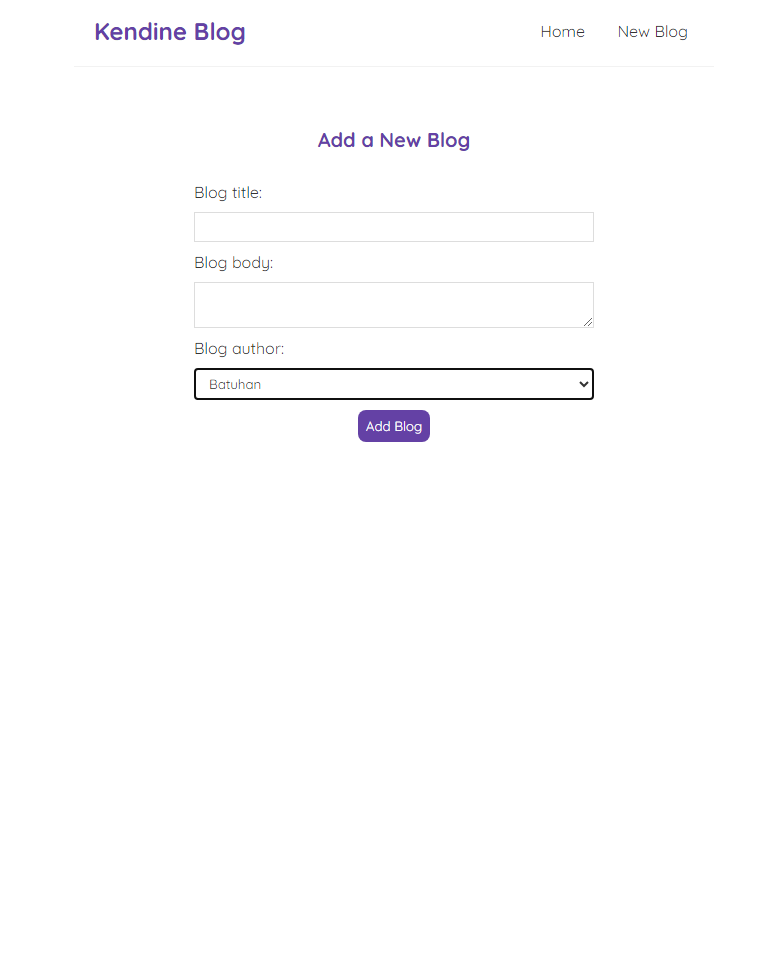 Kendine Blog
Home New Blog
Add a New Blog
Blog title:
Blog body:
Blog author:
Batuhan
Add Blog